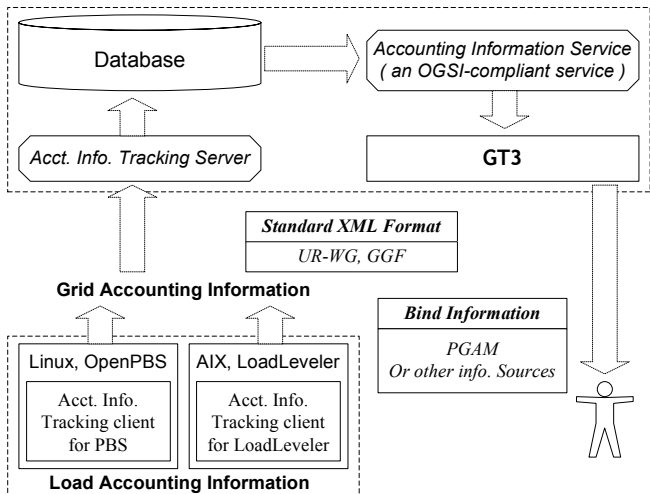 Database
Accounting Information Service
( an OGSI-compliant service )
Acct. Info. Tracking Server
GT3
Standard XML Format
UR-WG, GGF
Grid Accounting Information
Bind Information
PGAM
Or other info. Sources
Linux, OpenPBS
Acct. Info.
Tracking client
for PBS
AIX, LoadLeveler
Acct. Info.
Tracking client
for LoadLeveler
Load Accounting Information